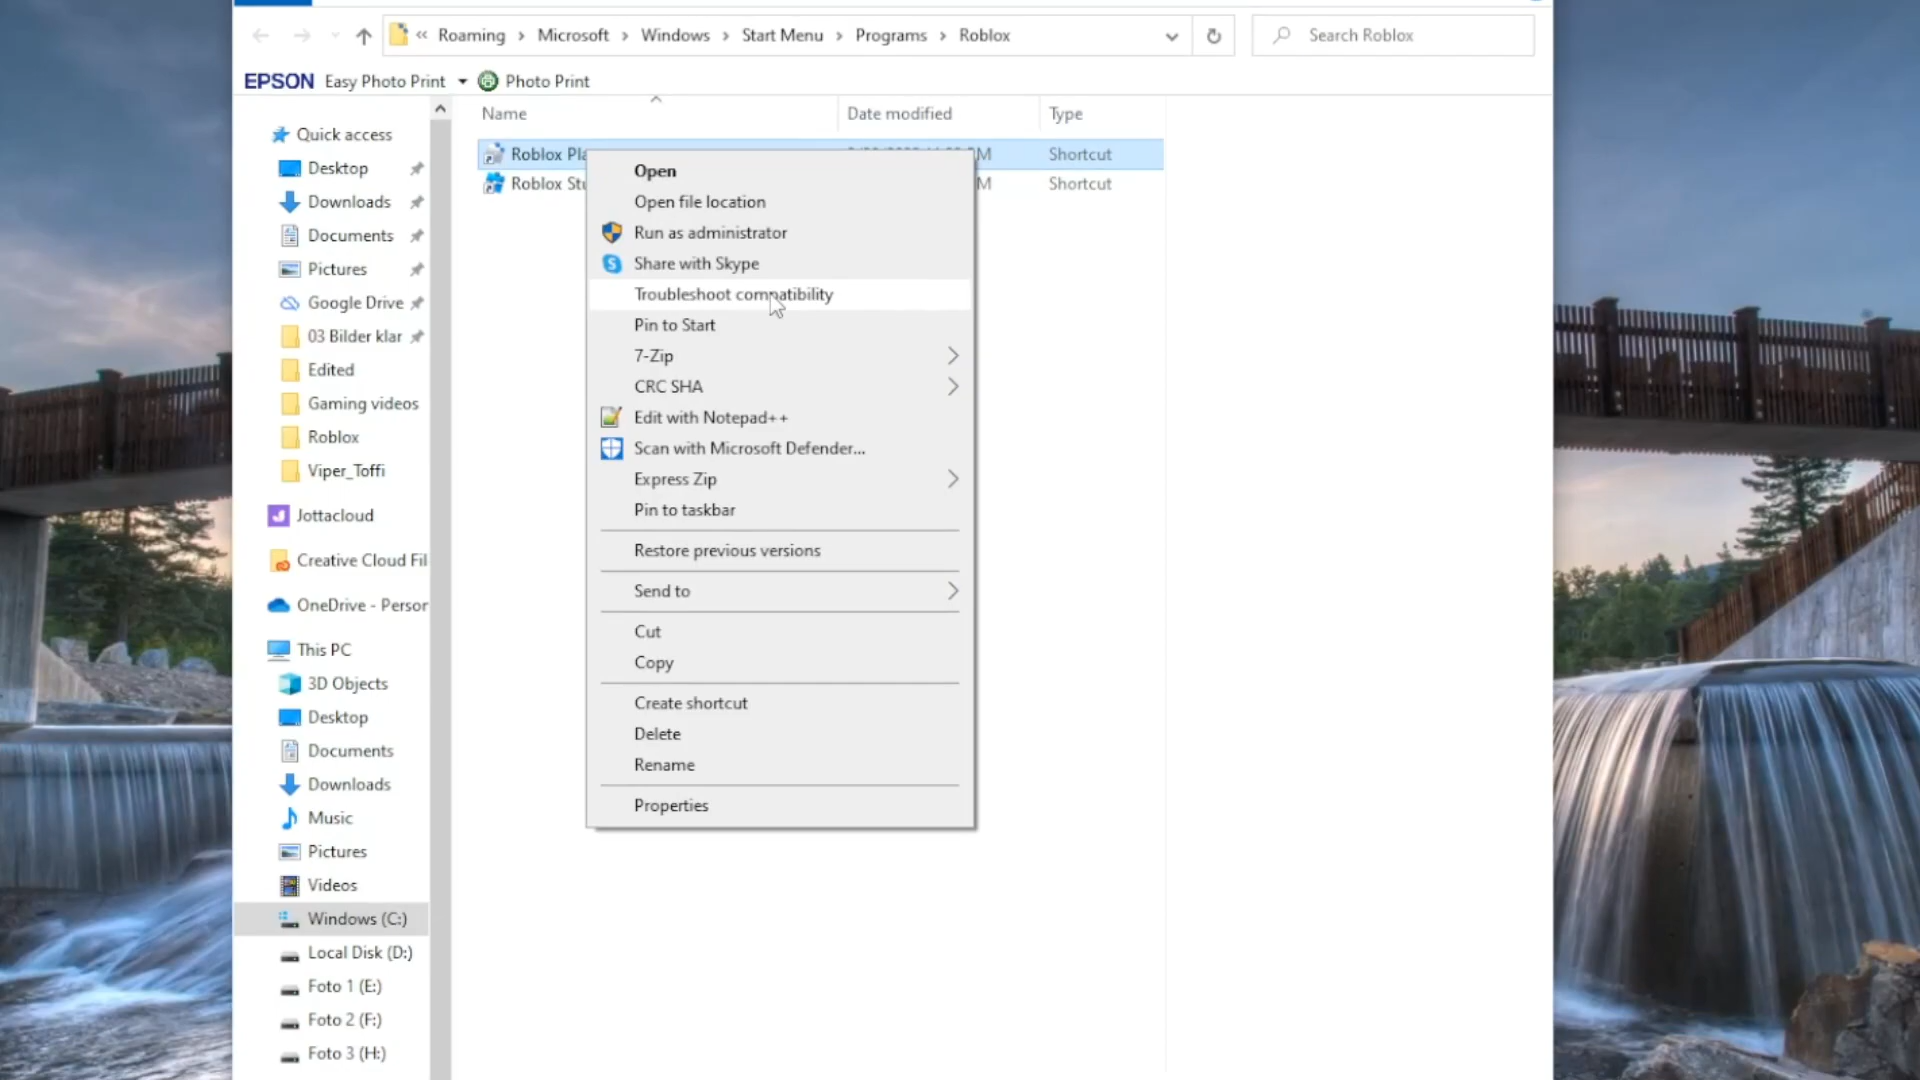 « Roaming › Microsoft › Windows › Start Menu › Programs › Roblox
Search Roblox
EPSON Easy Photo Print Photo Print
Name Date modified Type
Roblox Shortcut
Roblox Shortcut
Open
Open file location
Run as administrator
Share with Skype
Troubleshoot compatibility
Pin to Start
7-Zip
CRC SHA
Edit with Notepad++
Scan with Microsoft Defender...
Express Zip
Pin to taskbar
Restore previous versions
Send to
Cut
Copy
Create shortcut
Delete
Rename
Properties
Quick access
Desktop
Downloads
Documents
Pictures
Google Drive
03 Bilder klar
Edited
Gaming videos
Roblox
Viper_Toffi
Jottacloud
Creative Cloud Fil
OneDrive - Person
This PC
3D Objects
Desktop
Documents
Downloads
Music
Pictures
Videos
Windows (C:)
Local Disk (D:)
Foto 1 (E:)
Foto 2 (F:)
Foto 3 (H:)